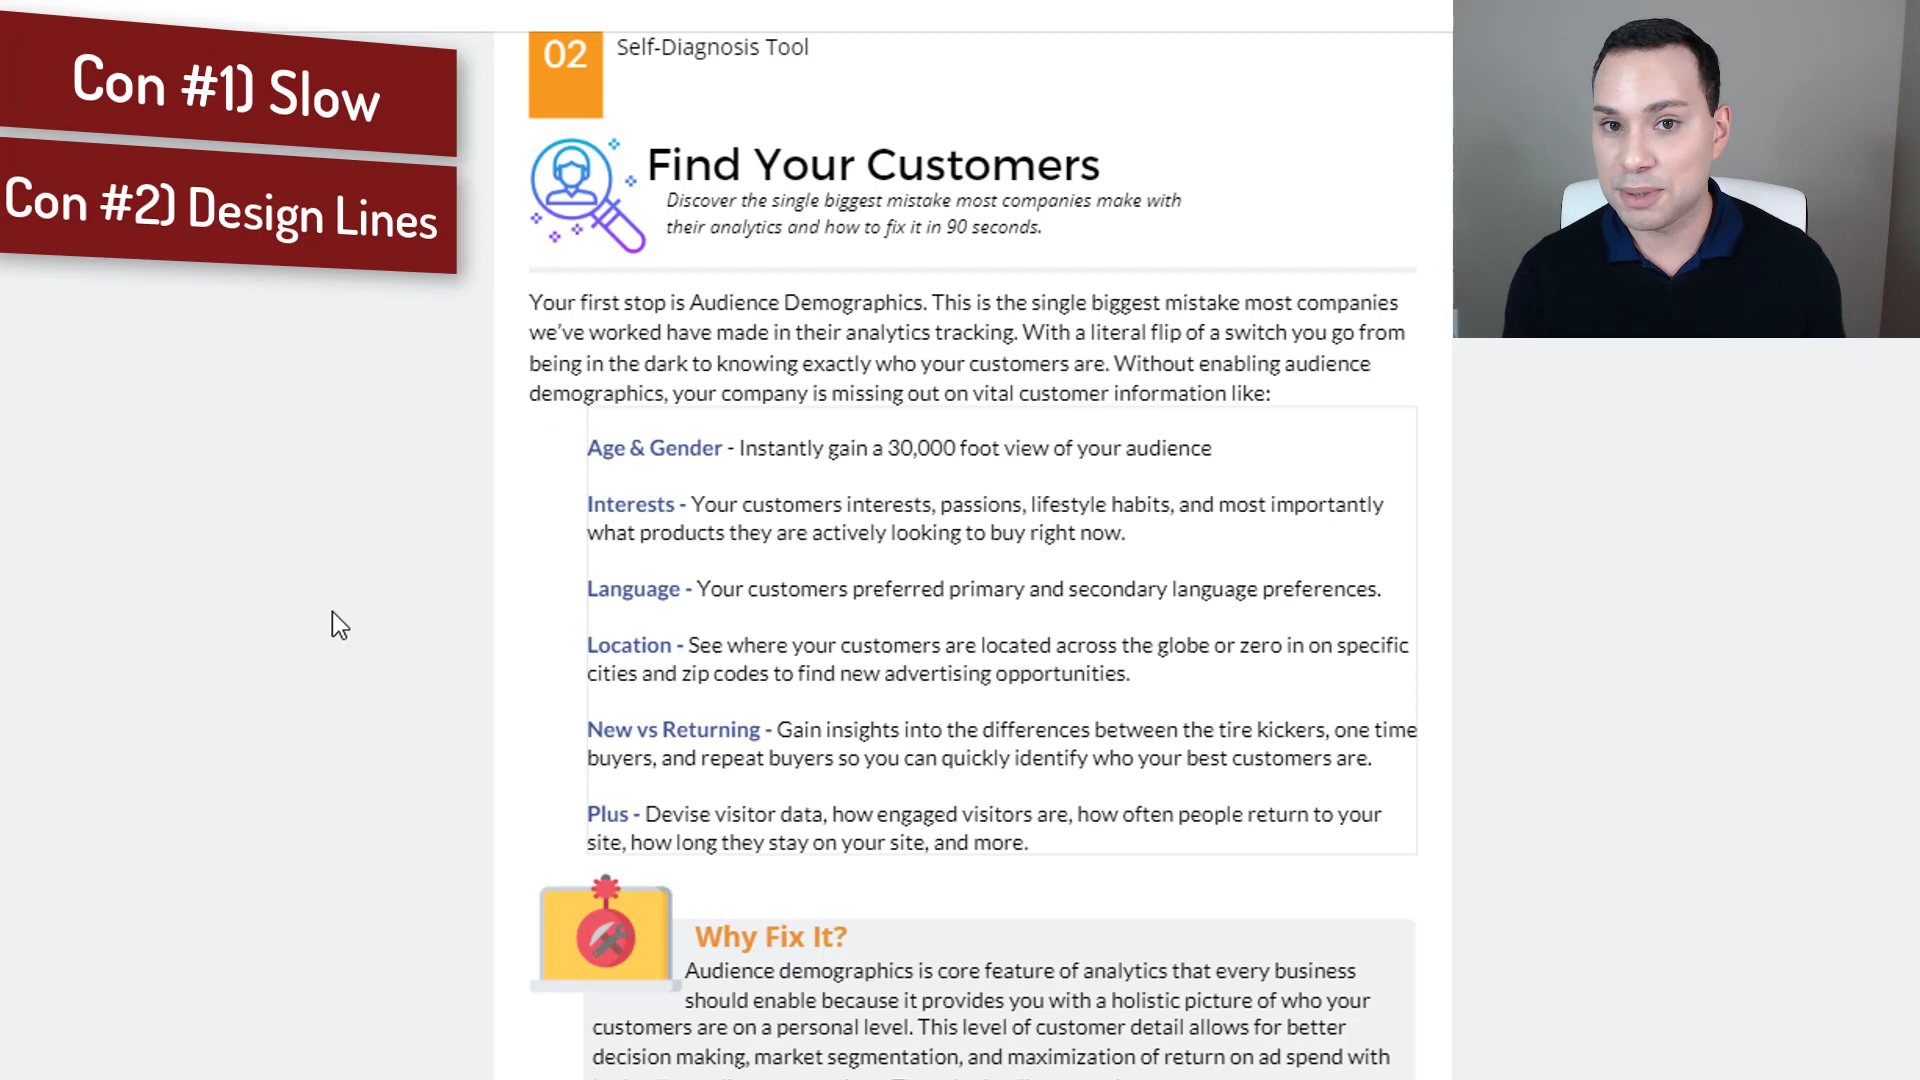 Con #1) Slow
Con #2) Design Lines
02
Self-Diagnosis Tool
Find Your Customers
Discover the single biggest mistake most companies make with
their analytics and how to fix it in 90 seconds.
Your first stop is Audience Demographics. This is the single biggest mistake most companies
we've worked have made in their analytics tracking. With a literal flip of a switch you go from
being in the dark to knowing exactly who your customers are. Without enabling audience
demographics, your company is missing out on vital customer information like:
Age & Gender - Instantly gain a 30,000 foot view of your audience
Interests - Your customers interests, passions, lifestyle habits, and most importantly
what products they are actively looking to buy right now.
Language - Your customers preferred primary and secondary language preferences.
Location - See where your customers are located across the globe or zero in on specific
cities and zip codes to find new advertising opportunities.
New vs Returning - Gain insights into the differences between the tire kickers, one time
buyers, and repeat buyers so you can quickly identify who your best customers are.
Plus - Devise visitor data, how engaged visitors are, how often people return to your
site, how long they stay on your site, and more.
Why Fix It?
Audience demographics is core feature of analytics that every business
should enable because it provides you with a holistic picture of who your
customers are on a personal level. This level of customer detail allows for better
decision making, market segmentation, and maximization of return on ad spend with